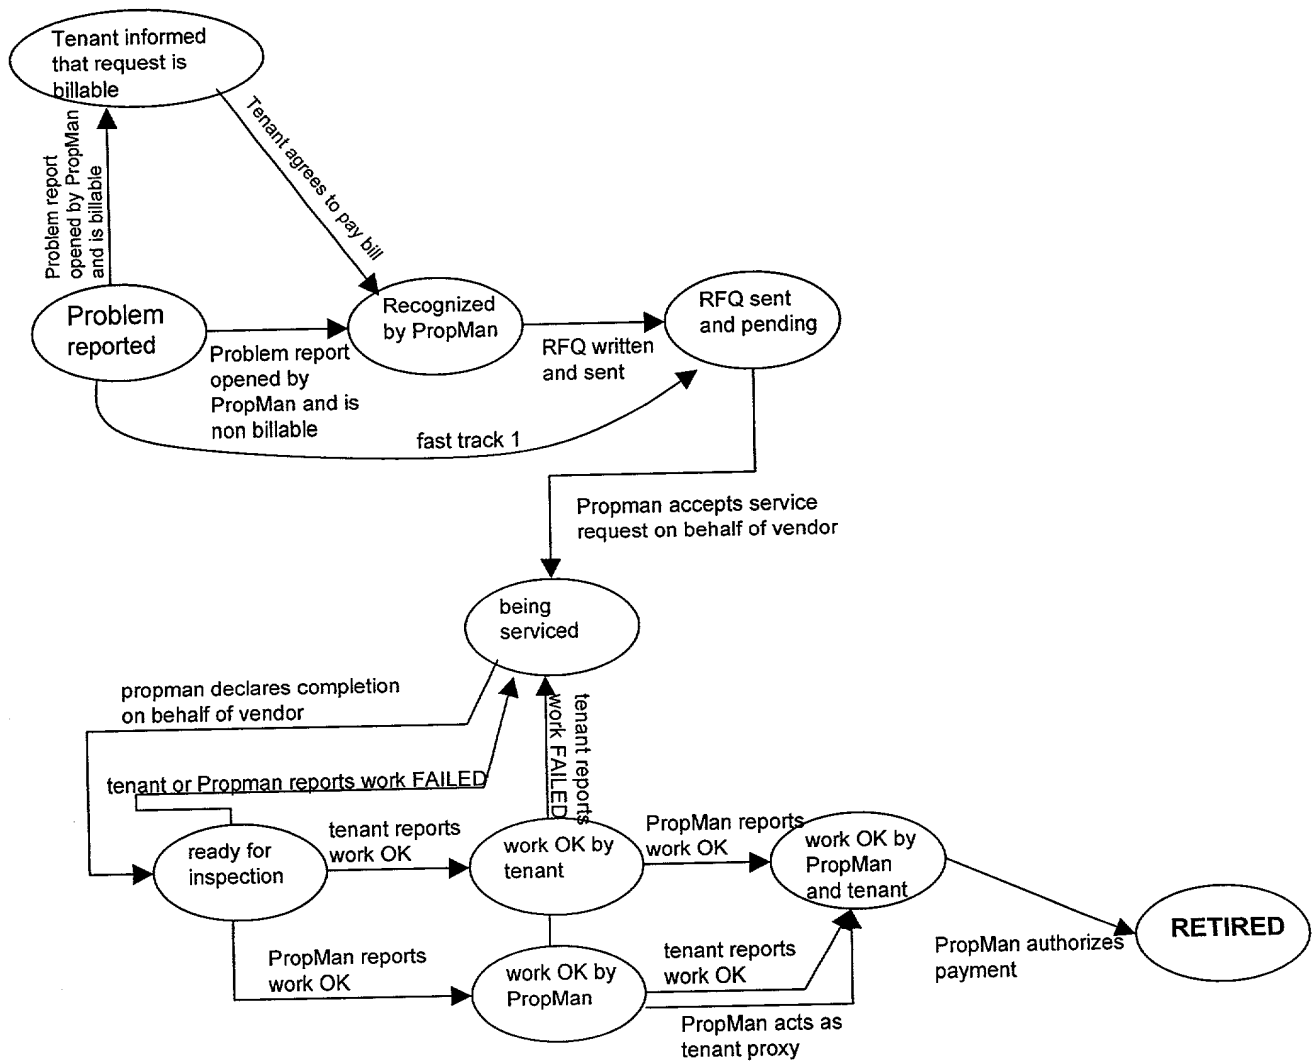 Tenant informed
that request is
billable
Problem report
opened by PropMan
and is billable
Tenant agrees to pay bill
Problem
reported
Problem report
opened by
PropMan and is
non billable
Recognized
by PropMan
RFQ written
and sent
RFQ sent
and pending
fast track 1
Propman accepts service
request on behalf of vendor
being
serviced
propman declares completion
on behalf of vendor
tenant or Propman reports work FAILED
tenant reports
work FAILED
ready for
inspection
tenant reports
work OK
work OK by
tenant
PropMan reports
work OK
work OK by
PropMan
and tenant
PropMan reports
work OK
work OK by
PropMan
tenant reports
work OK
PropMan acts as
tenant proxy
PropMan authorizes
payment
RETIRED